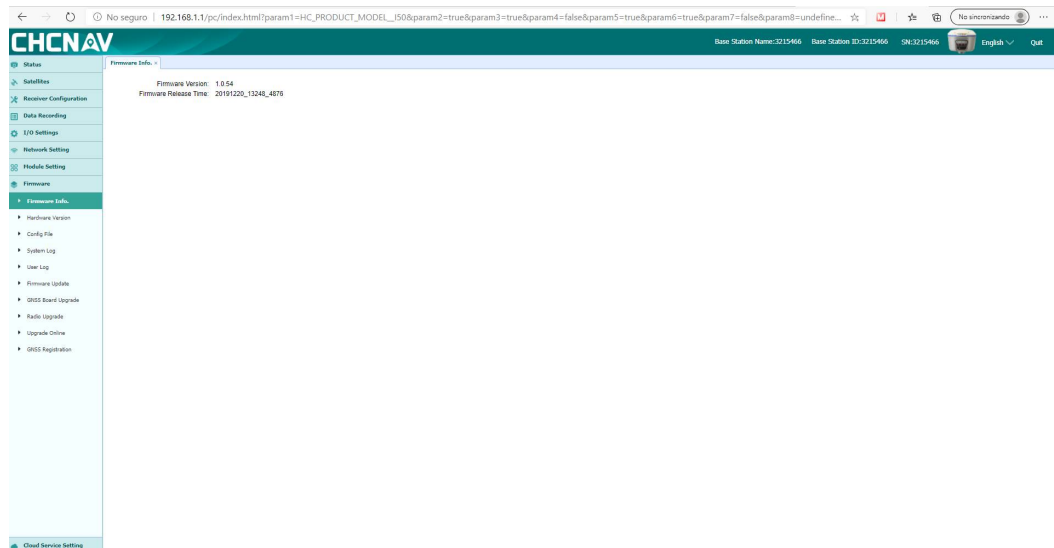 No seguro | 192.168.1.1/pc/index.html?param1=HC_PRODUCT_MODEL__I50&param2=true&param3=true&param4=false&param5=true&param6=true&param7=false&param8=undefine...
No sincronizando
CHCNAV
Base Station Name:3215466 Base Station ID:3215466 SN:3215466 English Quit
Status
Satellites
Receiver Configuration
Data Recording
I/O Settings
Network Setting
Module Setting
Firmware
Firmware Info.
Hardware Version
Config File
System Log
User Log
Firmware Update
GNSS Board Upgrade
Radio Upgrade
Upgrade Online
GNSS Registration
Cloud Service Setting
Firmware Info. ×
Firmware Version: 1.0.54
Firmware Release Time: 20191220_13248_4876